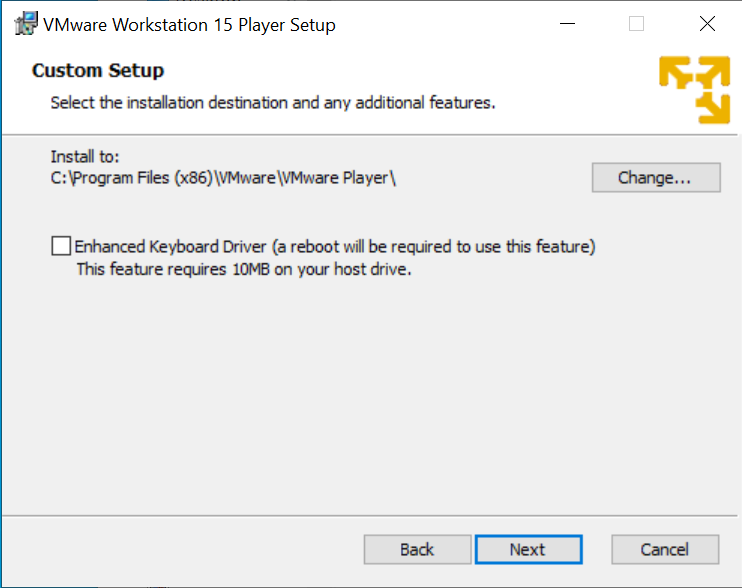 VMware Workstation 15 Player Setup
Custom Setup
Select the installation destination and any additional features.
Install to:
C:\Program Files (x86)\VMware\VMware Player\
Change...
Enhanced Keyboard Driver (a reboot will be required to use this feature)
This feature requires 10MB on your host drive.
Back
Next
Cancel